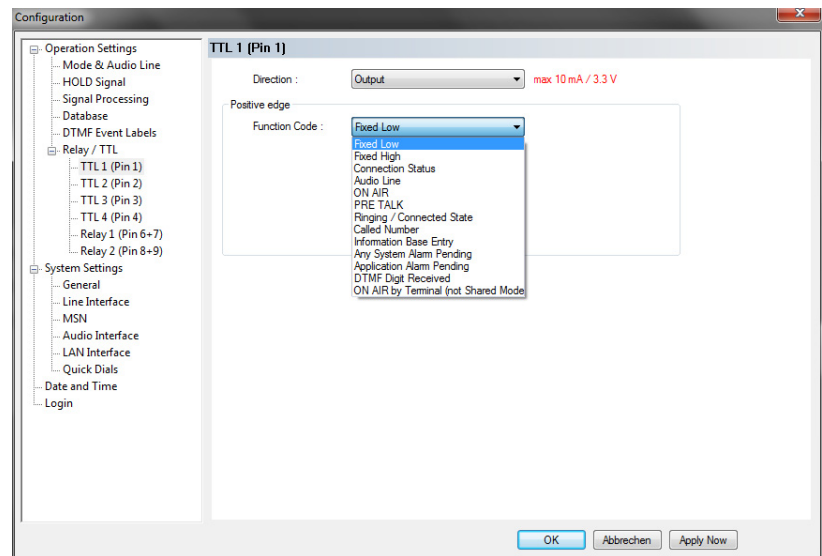 Configuration
Operation Settings
Mode & Audio Line
HOLD Signal
Signal Processing
Database
DTMF Event Labels
Relay / TTL
TTL 1 (Pin 1)
TTL 2 (Pin 2)
TTL 3 (Pin 3)
TTL 4 (Pin 4)
Relay 1 (Pin 6+7)
Relay 2 (Pin 8+9)
System Settings
General
Line Interface
MSN
Audio Interface
LAN Interface
Quick Dials
Date and Time
Login
TTL 1 (Pin 1)
Direction : Output max 10 mA / 3.3 V
Positive edge
Function Code : Fixed Low
Fixed Low
Fixed High
Connection Status
Audio Line
ON AIR
PRE TALK
Ringing / Connected State
Called Number
Information Base Entry
Any System Alarm Pending
Application Alarm Pending
DTMF Digit Received
ON AIR by Terminal (not Shared Mode
OK Abbrechen Apply Now